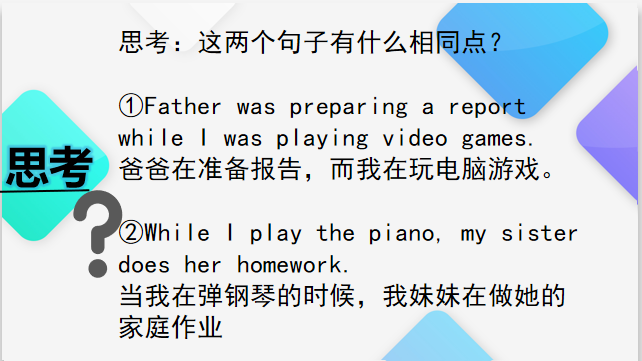 思考：这两个句子有什么相同点？
①Father was preparing a report
while I was playing video games.
爸爸在准备报告，而我在玩电脑游戏。
思考
?
②While I play the piano, my sister
does her homework.
当我在弹钢琴的时候，我妹妹在做她的
家庭作业